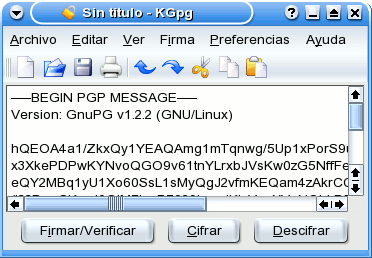 Sin título - KGpg
Archivo Editar Ver Firma Preferencias Ayuda
-----BEGIN PGP MESSAGE-----
Version: GnuPG v1.2.2 (GNU/Linux)
hQEOA4a1/ZkxQy1YEAQAmg1mTqnwg/5Up1xPorS9
x3XkePDPwKYNvoQGO9v61tnYLrxbJVsKw0zG5NffFe
eQY2MBq1yU1Xo60SsL1sMyQgJ2vfmKEQam4zAkrC
Firmar/Verificar Cifrar Descifrar